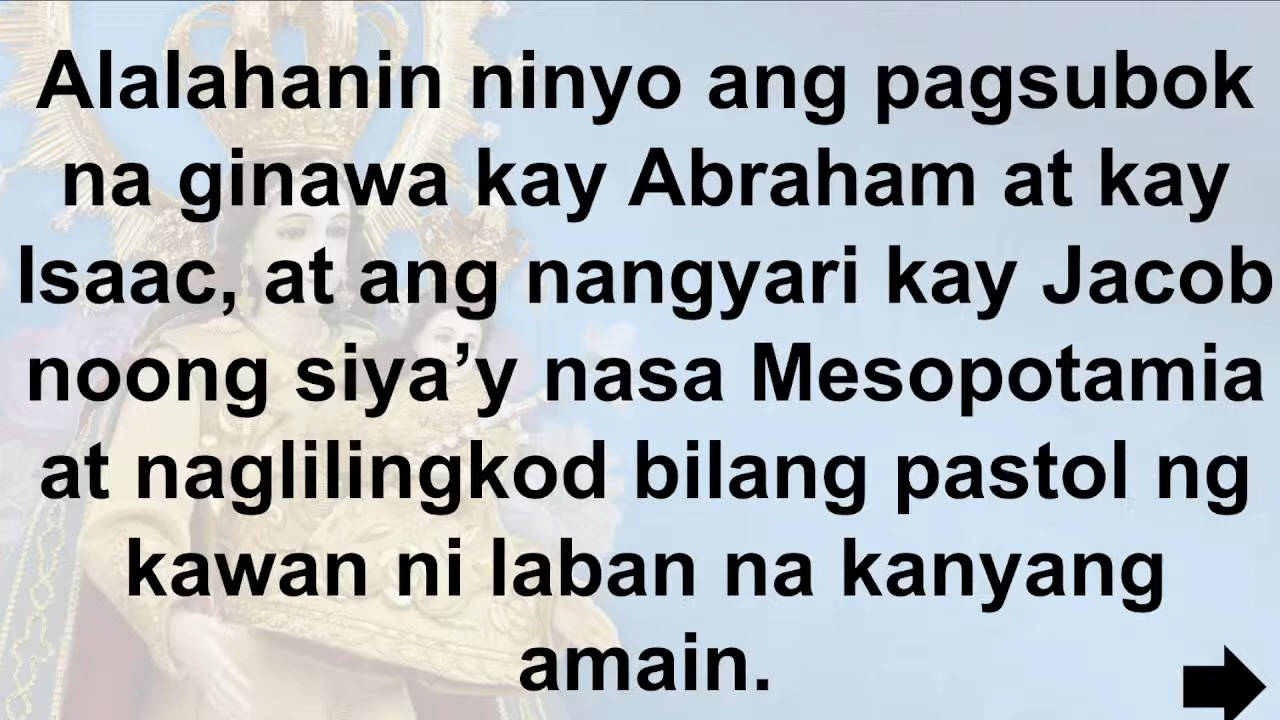 Alalahanin ninyo ang pagsubok
na ginawa kay Abraham at kay
Isaac, at ang nangyari kay Jacob
noong siya’y nasa Mesopotamia
at naglilingkod bilang pastol ng
kawan ni laban na kanyang
amain.